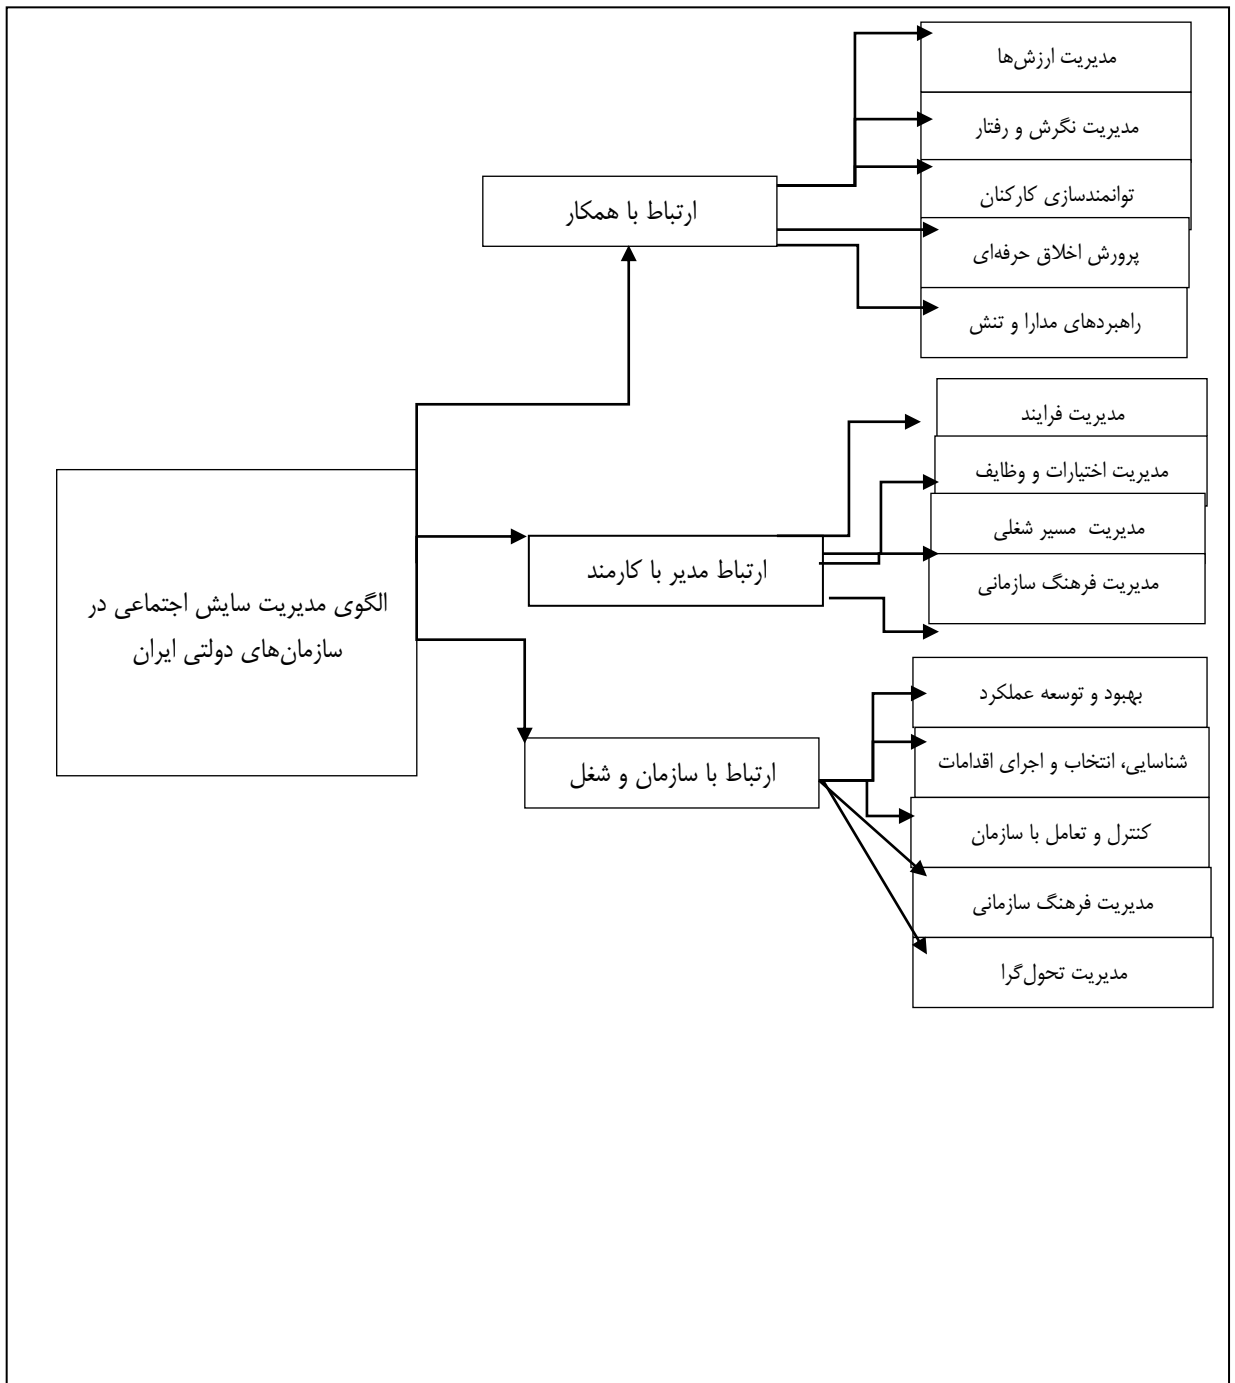 مدیریت ارزش‌ها
مدیریت نگرش و رفتار
توانمندسازی کارکنان
پرورش اخلاق حرفه‌ای
راهبردهای مدارا و تنش
ارتباط با همکار
مدیریت فرایند
مدیریت اختیارات و وظایف
مدیریت مسیر شغلی
مدیریت فرهنگ سازمانی
ارتباط مدیر با کارمند
الگوی مدیریت سایش اجتماعی در
سازمان‌های دولتی ایران
بهبود و توسعه عملکرد
شناسایی، انتخاب و اجرای اقدامات
کنترل و تعامل با سازمان
مدیریت فرهنگ سازمانی
مدیریت تحول‌گرا
ارتباط با سازمان و شغل